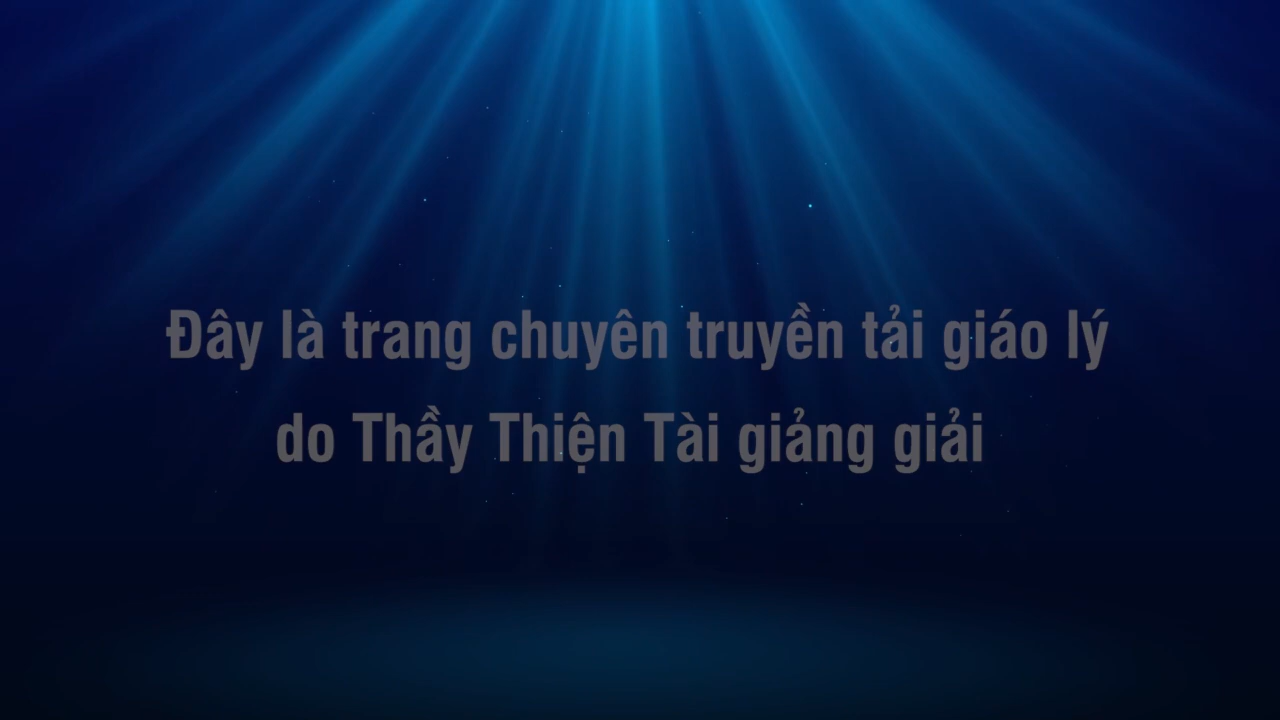 Đây là trang chuyên truyền tải giáo lý
do Thầy Thiện Tài giảng giải